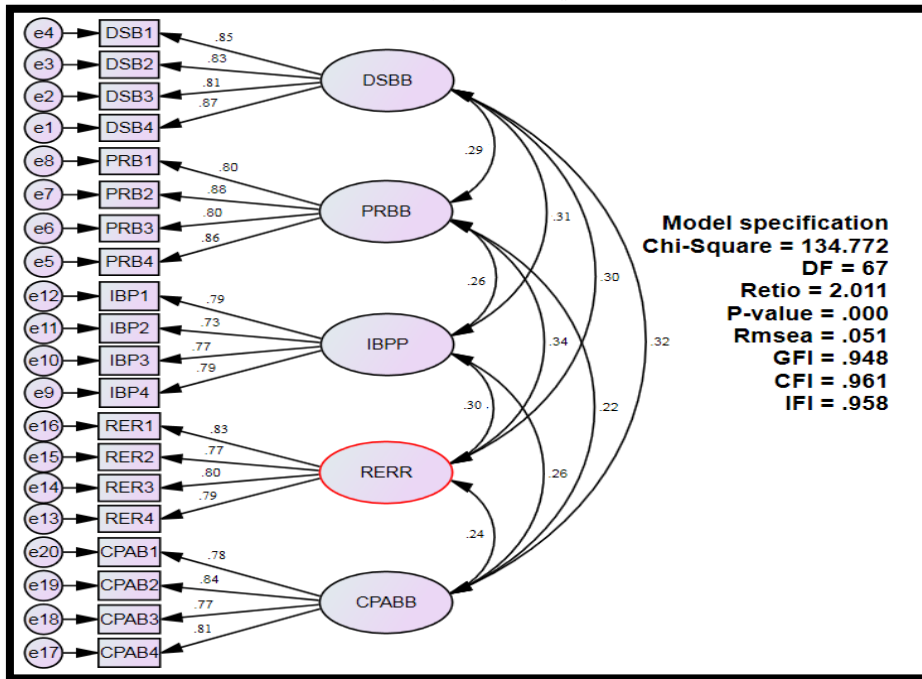 e4 DSB1 .85
e3 DSB2 .83
e2 DSB3 .81
e1 DSB4 .87
DSBB
e8 PRB1 .80
e7 PRB2 .88
e6 PRB3 .80
e5 PRB4 .86
PRBB
e12 IBP1 .79
e11 IBP2 .73
e10 IBP3 .77
e9 IBP4 .79
IBPP
e16 RER1 .83
e15 RER2 .77
e14 RER3 .80
e13 RER4 .79
RERR
e20 CPAB1 .78
e19 CPAB2 .84
e18 CPAB3 .77
e17 CPAB4 .81
CPABB
.29
.31
.26
.30
.34
.32
.30 .
.22
.26
.24
Model specification
Chi-Square = 134.772
DF = 67
Retio = 2.011
P-value = .000
Rmsea = .051
GFI = .948
CFI = .961
IFI = .958